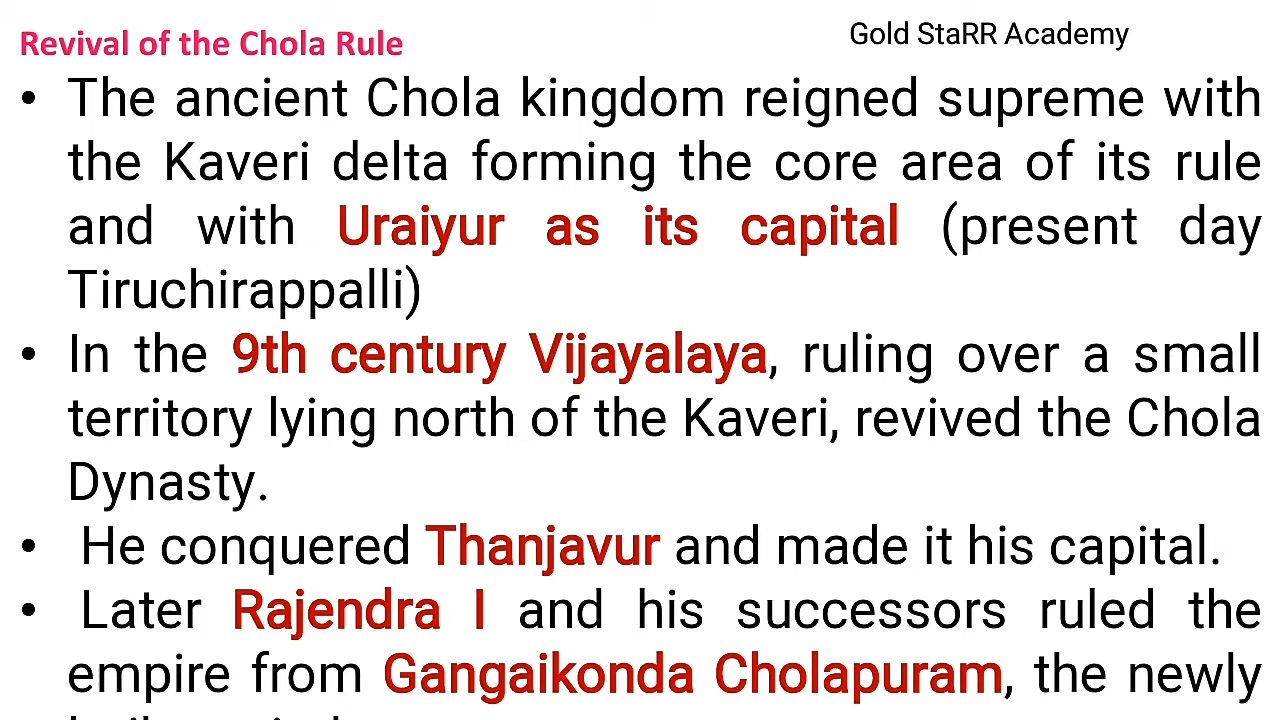 Revival of the Chola Rule
Gold StaRR Academy
• The ancient Chola kingdom reigned supreme with
the Kaveri delta forming the core area of its rule
and with Uraiyur as its capital (present day
Tiruchirappalli)
• In the 9th century Vijayalaya, ruling over a small
territory lying north of the Kaveri, revived the Chola
Dynasty.
• He conquered Thanjavur and made it his capital.
• Later Rajendra I and his successors ruled the
empire from Gangaikonda Cholapuram, the newly